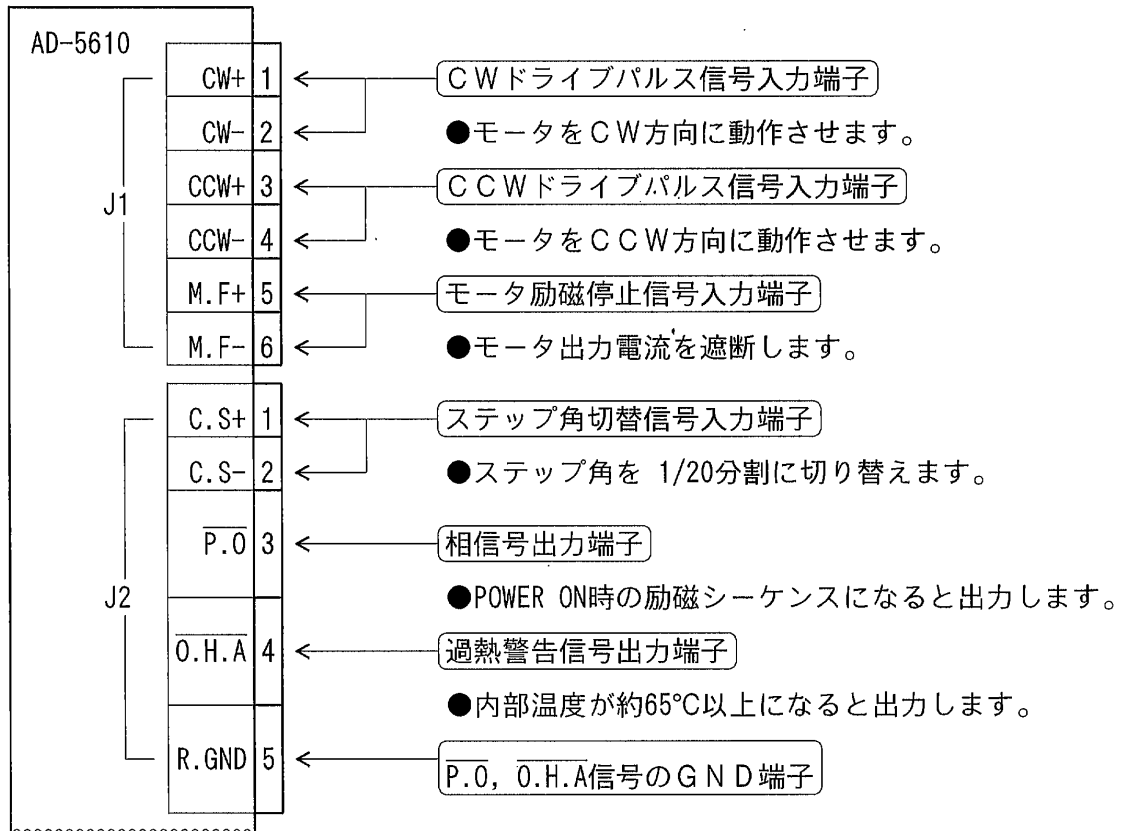 AD-5610
J1
CW+ 1 CWドライブパルス信号入力端子
CW- 2 ●モータをCW方向に動作させます。
CCW+ 3 CCWドライブパルス信号入力端子
CCW- 4 ●モータをCCW方向に動作させます。
M.F+ 5 モータ励磁停止信号入力端子
M.F- 6 ●モータ出力電流を遮断します。
J2
C.S+ 1 ステップ角切替信号入力端子
C.S- 2 ●ステップ角を 1/20分割に切り替えます。
P.O 3 相信号出力端子
●POWER ON時の励磁シーケンスになると出力します。
O.H.A 4 過熱警告信号出力端子
●内部温度が約65℃以上になると出力します。
R.GND 5 P.O, O.H.A信号のGND端子